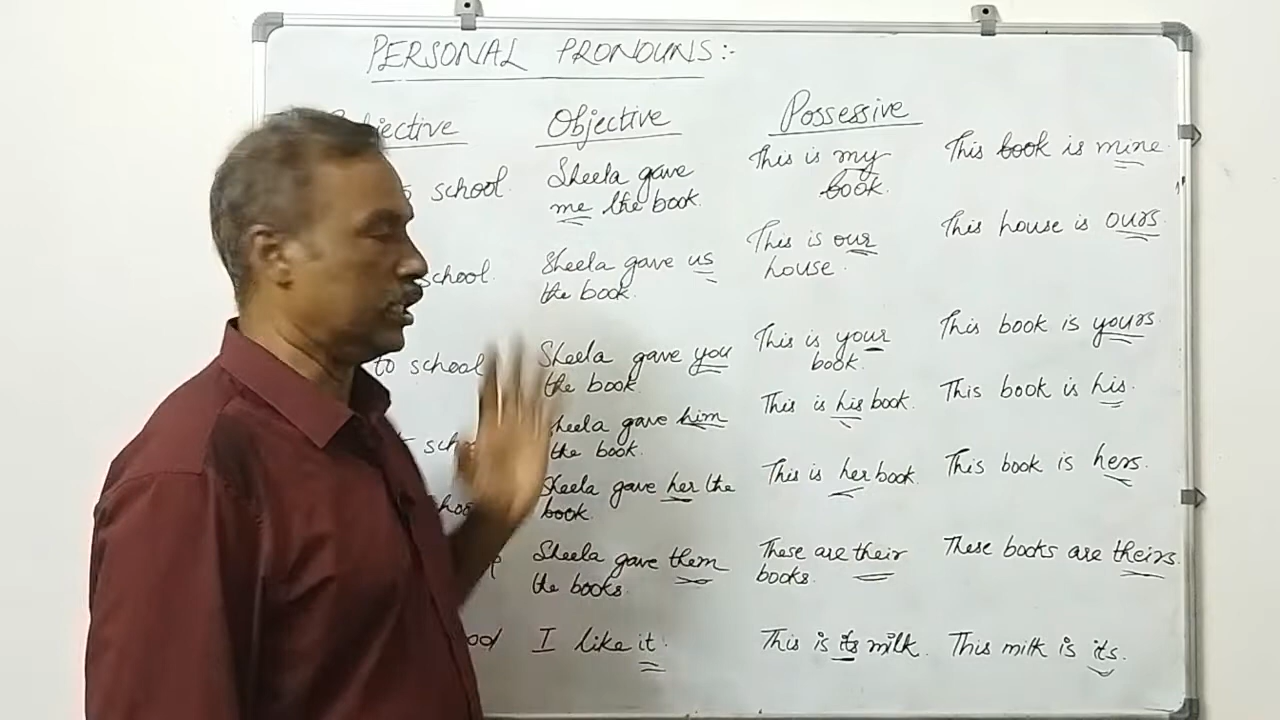 PERSONAL PRONOUNS:-
Objective
Possessive
school.
Sheela gave
me the book.
This is my
book.
This book is mine.
school.
Sheela gave us
the book.
This is our
house.
This house is ours.
to school
Sheela gave you
the book.
This is your
book.
This book is yours.
Sheela gave him
the book.
This is his book.
This book is his.
Sheela gave her the
book.
This is her book.
This book is hers.
Sheela gave them
the books.
These are their
books.
These books are theirs.
I like it.
This is its milk.
This milk is its.